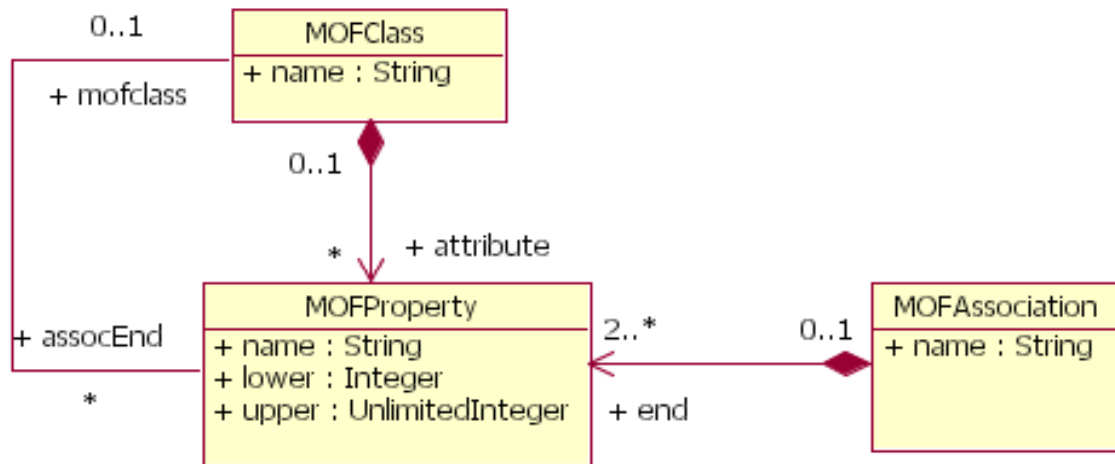 0..1
MOFClass
+ name : String
+ mofclass
0..1
*
+ attribute
MOFProperty
+ name : String
+ lower : Integer
+ upper : UnlimitedInteger
+ assocEnd
*
2..*
+ end
0..1
MOFAssociation
+ name : String